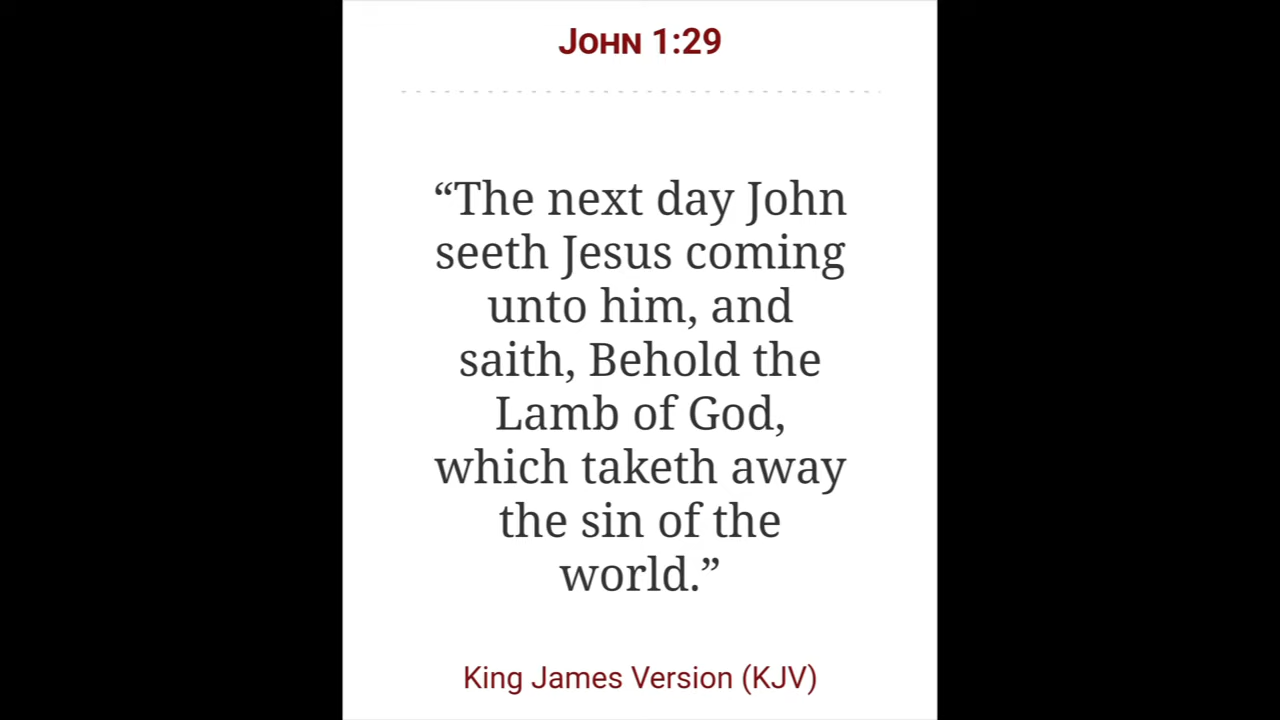 John 1:29
“The next day John
seeth Jesus coming
unto him, and
saith, Behold the
Lamb of God,
which taketh away
the sin of the
world.”
King James Version (KJV)